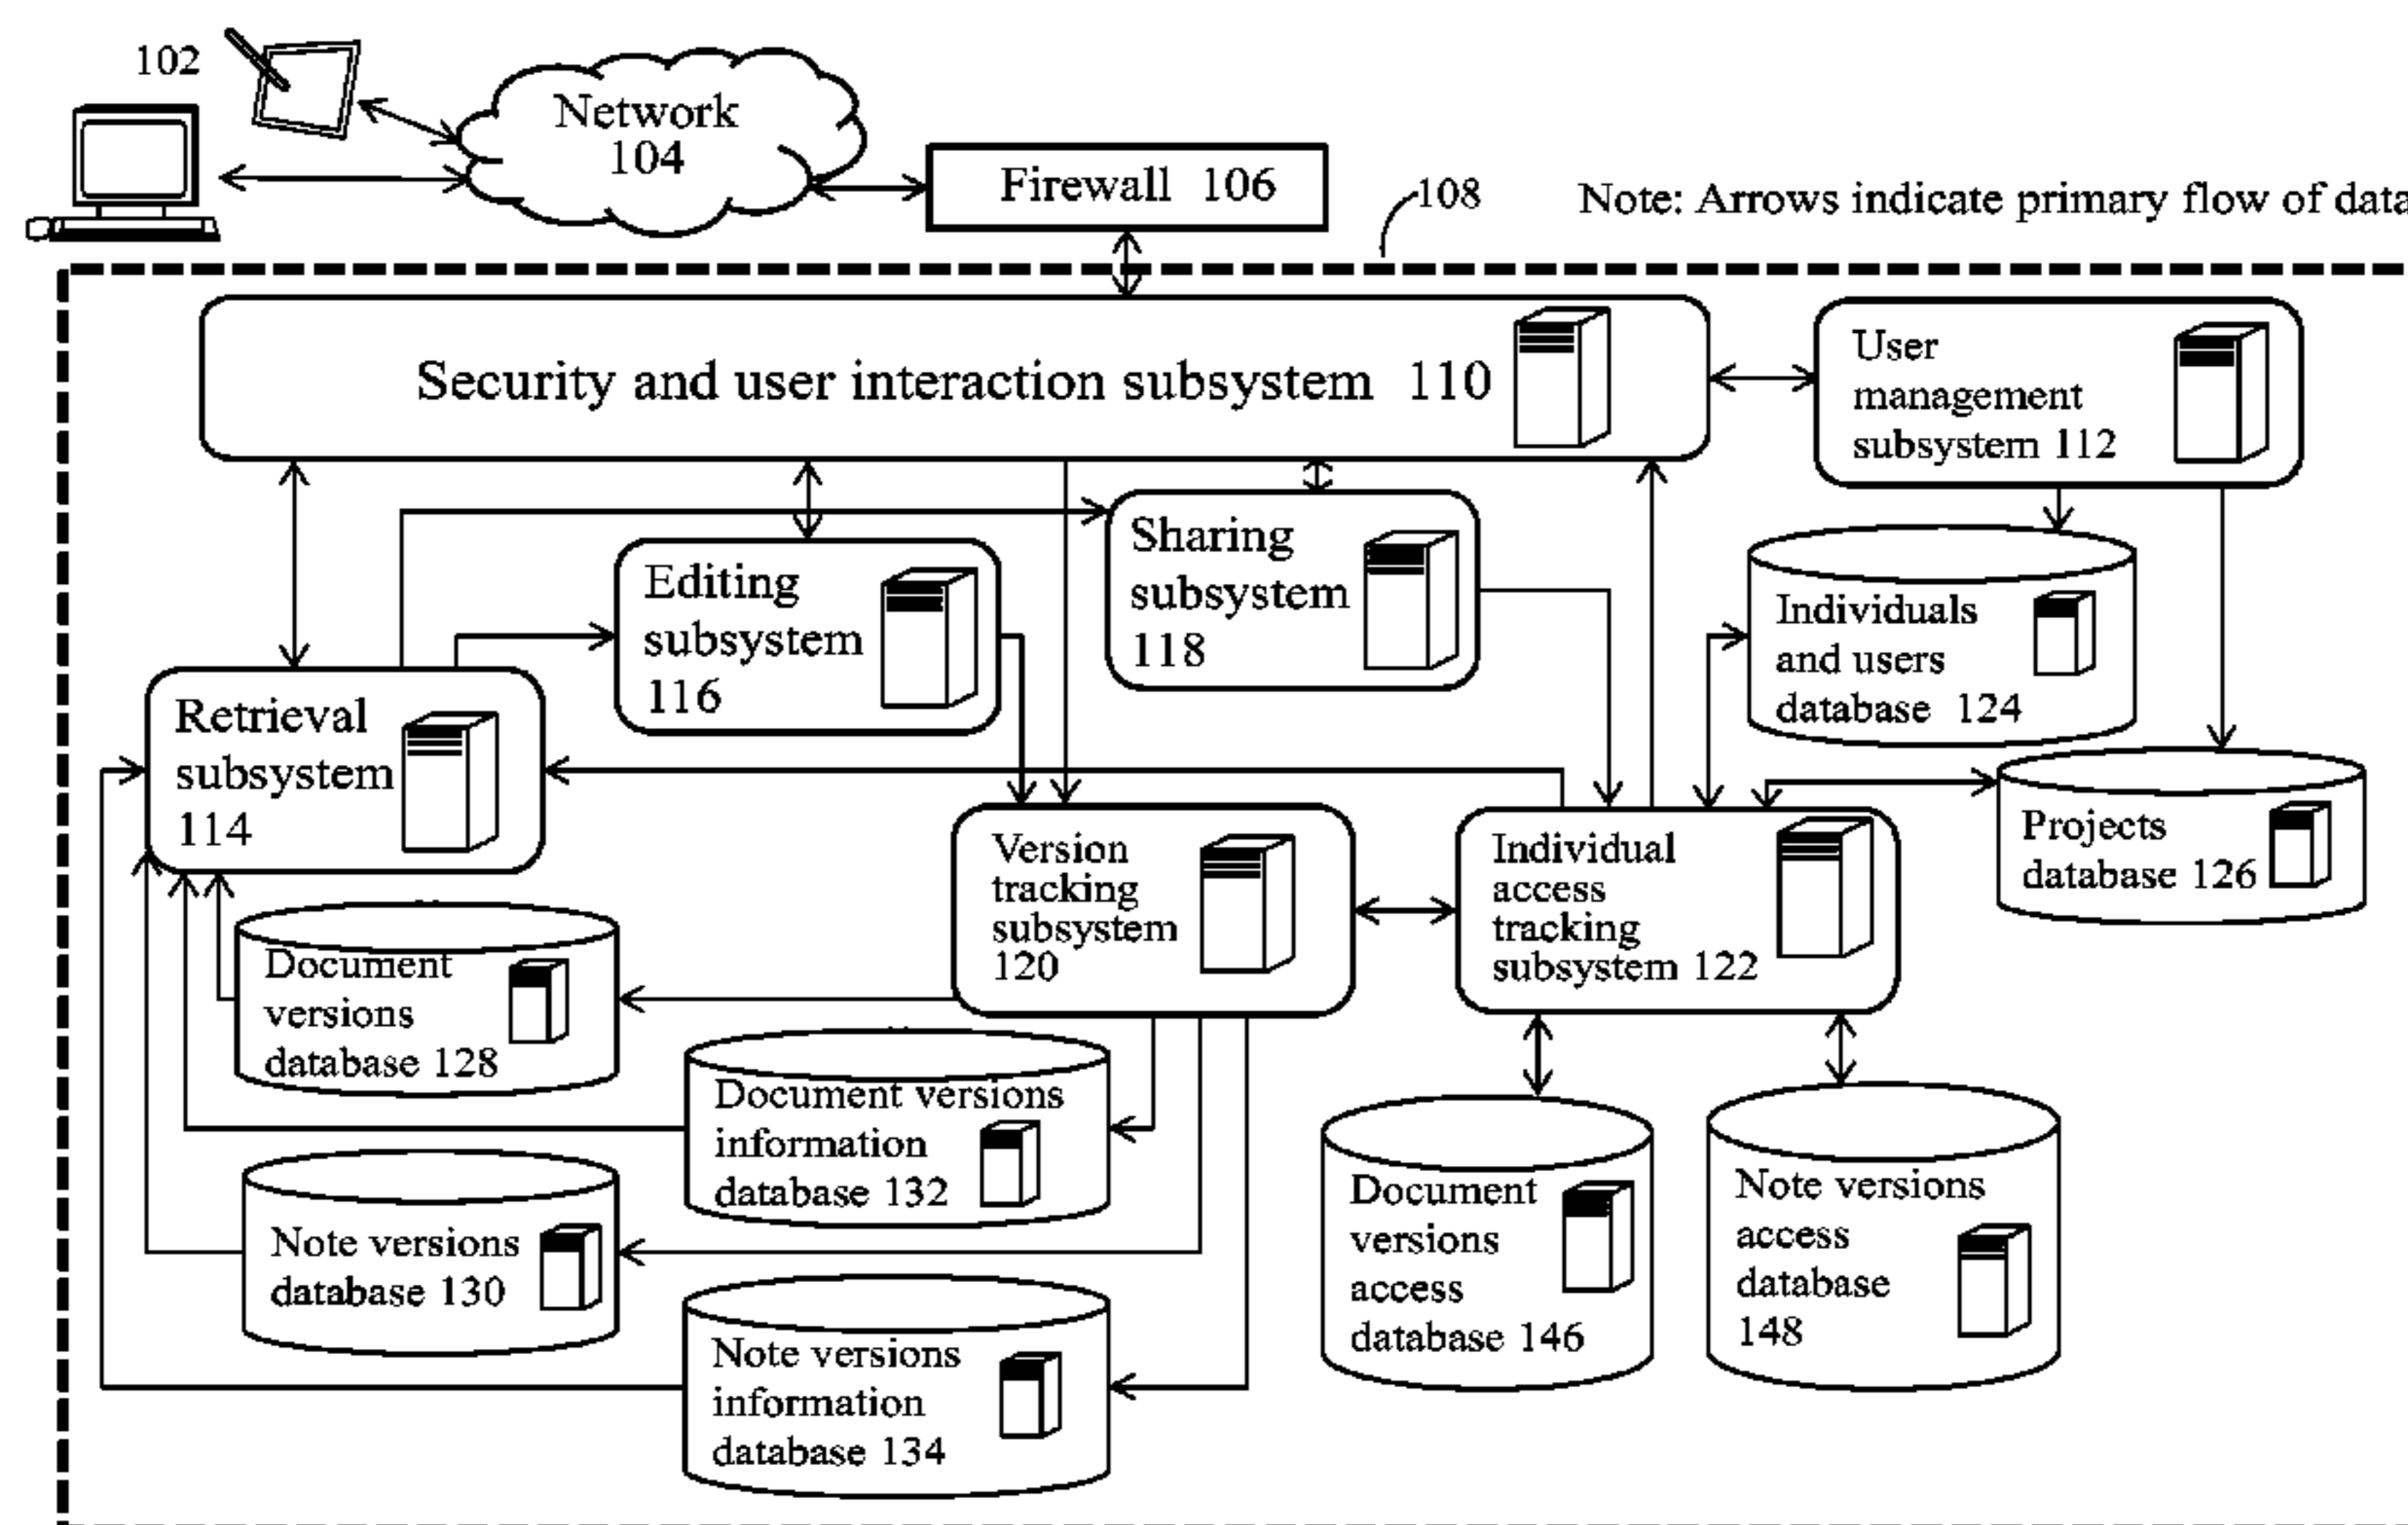 102
Network
104
Firewall 106
108
Note: Arrows indicate primary flow of data
Security and user interaction subsystem 110
User
management
subsystem 112
Sharing
subsystem
118
Editing
subsystem
116
Individuals
and users
database 124
Retrieval
subsystem
114
Version
tracking
subsystem
120
Individual
access
tracking
subsystem 122
Projects
database 126
Document
versions
database 128
Document versions
information
database 132
Document
versions
access
database 146
Note versions
access
database
148
Note versions
database 130
Note versions
information
database 134